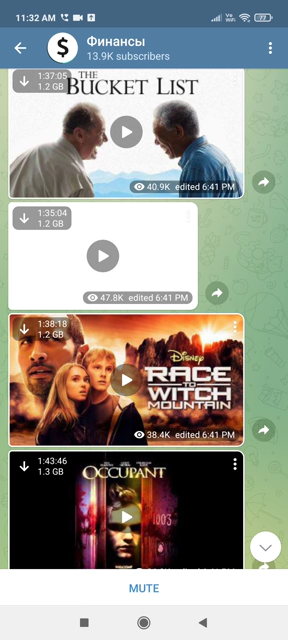 11:32 AM
Vo
WiFi
77
Финансы
13.9K subscribers
1:37:05
1.2 GB
THE
BUCKET LIST
40.9K edited 6:41 PM
1:35:04
1.2 GB
47.8K edited 6:41 PM
1:38:18
1.2 GB
Disney
RACE
TO
WITCH
MOUNTAIN
38.4K edited 6:41 PM
1:43:46
1.3 GB
OCCUPANT
1003
MUTE